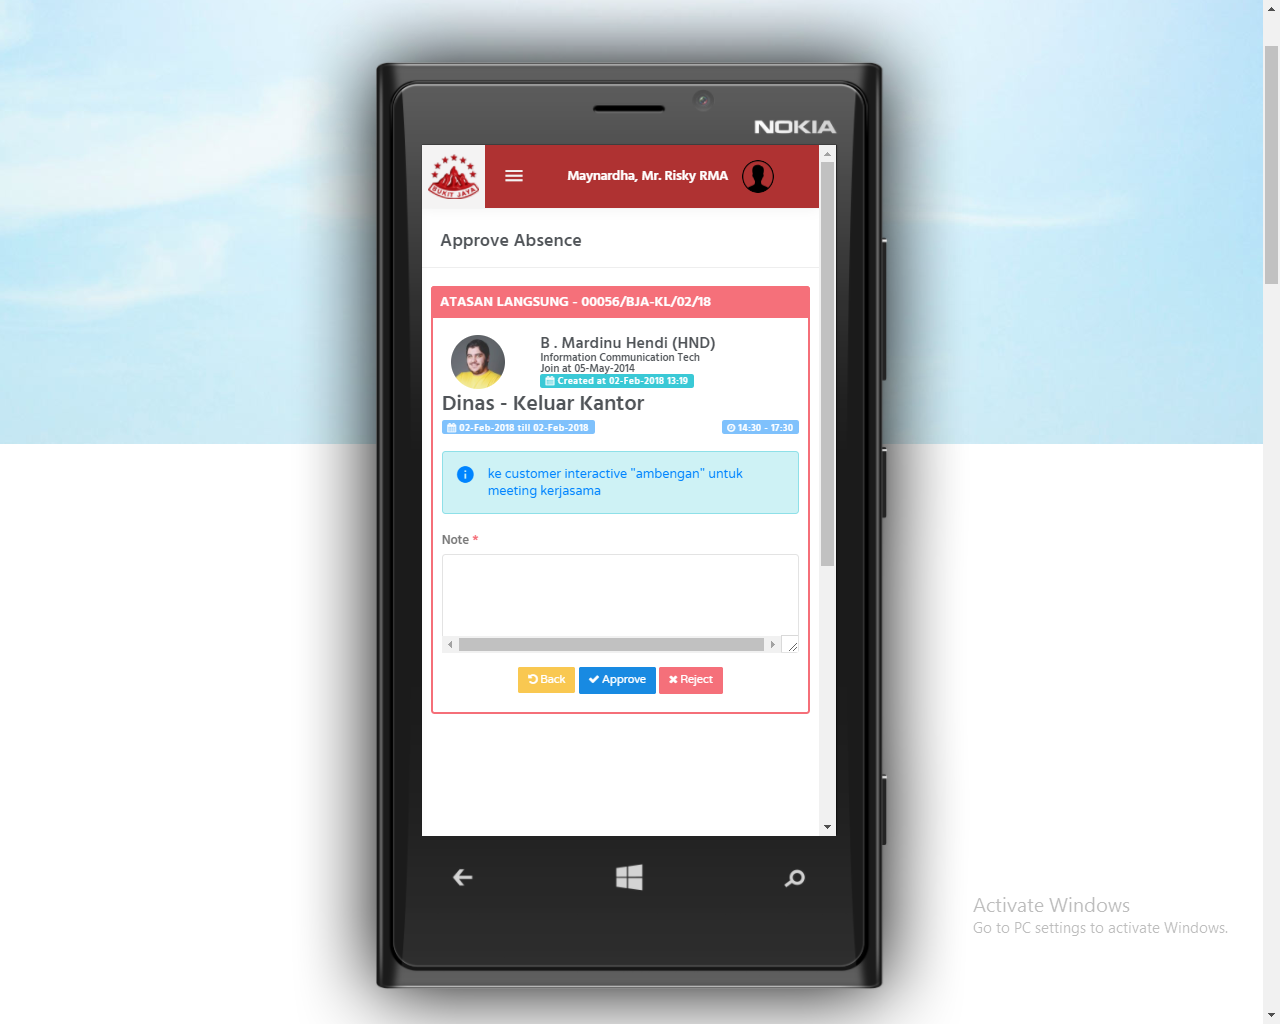 NOKIA
BUKIT JAYA
Maynardha, Mr. Risky RMA
Approve Absence
ATASAN LANGSUNG - 00056/BJA-KL/02/18
B . Mardinu Hendi (HND)
Information Communication Tech
Join at 05-May-2014
Created at 02-Feb-2018 13:19
Dinas - Keluar Kantor
02-Feb-2018 till 02-Feb-2018
14:30 - 17:30
ke customer interactive "ambengan" untuk
meeting kerjasama
Note *
Back
Approve
Reject
Activate Windows
Go to PC settings to activate Windows.